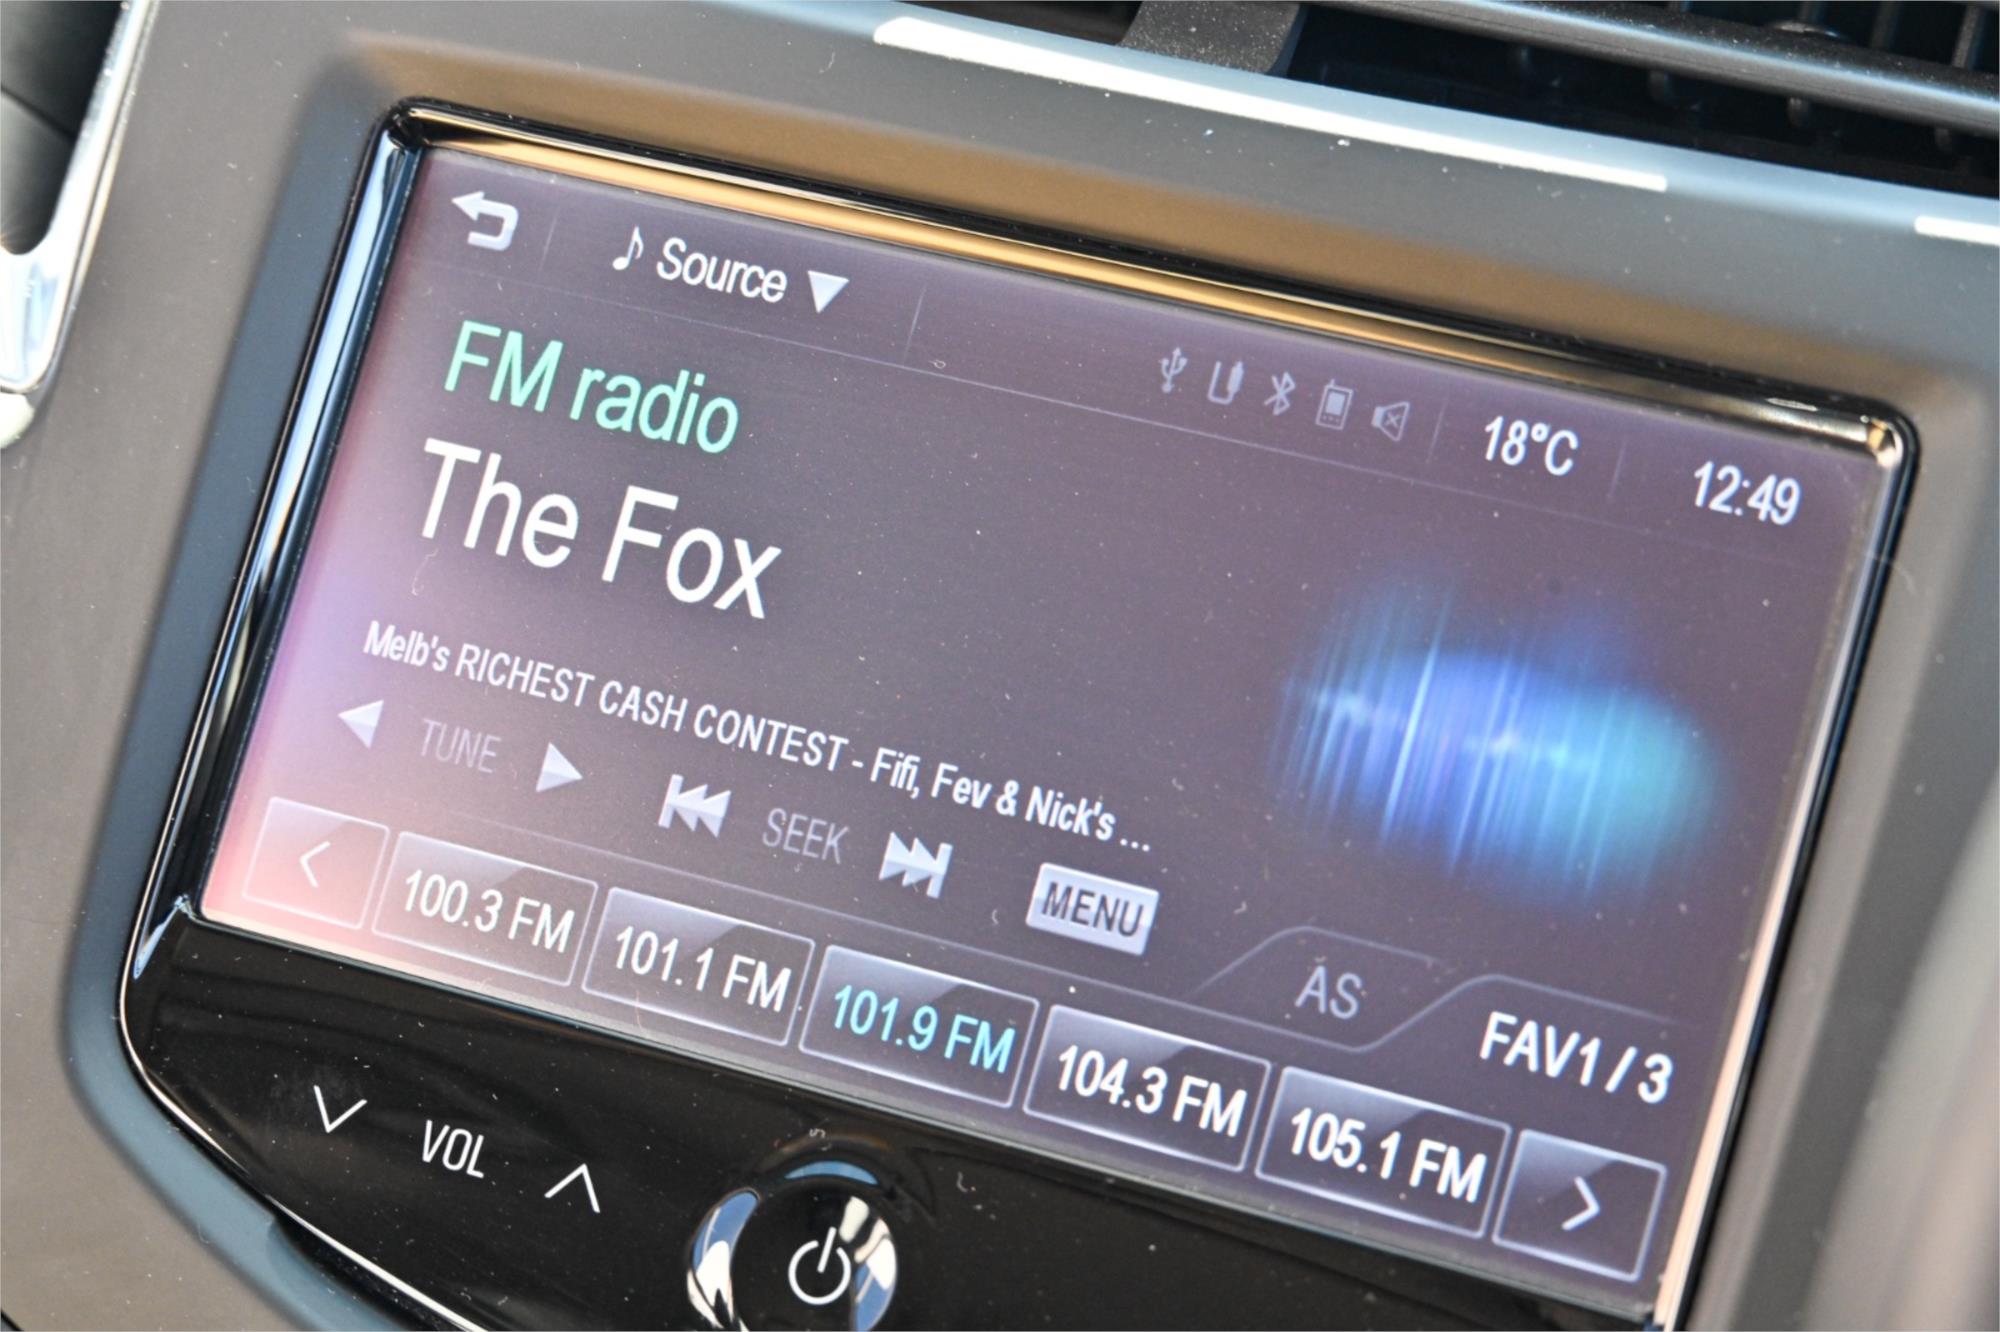 Source
18°C
12:49
FM radio
The Fox
Melb's RICHEST CASH CONTEST - Fifi, Fev & Nick's ...
TUNE
SEEK
MENU
AS
FAV1 / 3
100.3 FM
101.1 FM
101.9 FM
104.3 FM
105.1 FM
VOL